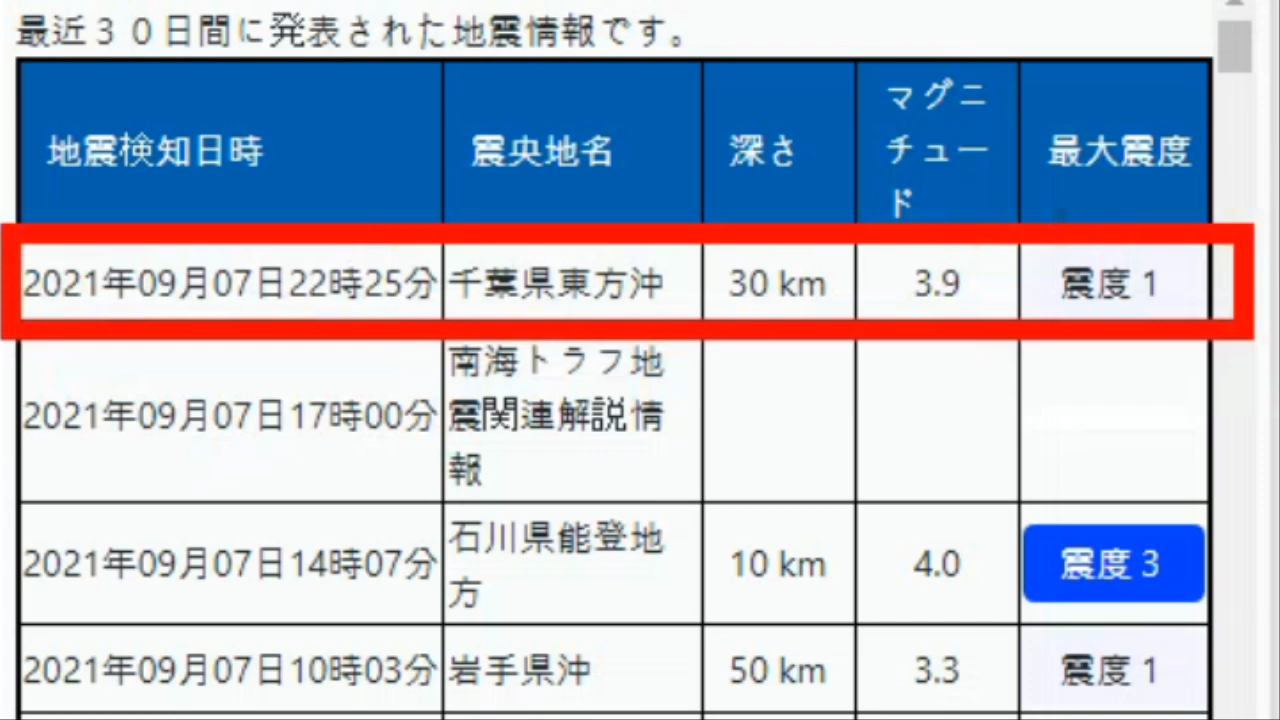 最近３０日間に発表された地震情報です。
地震検知日時 震央地名 深さ マグニチュード 最大震度
2021年09月07日22時25分 千葉県東方沖 30 km 3.9 震度１
2021年09月07日17時00分 南海トラフ地震関連解説情報
2021年09月07日14時07分 石川県能登地方 10 km 4.0 震度３
2021年09月07日10時03分 岩手県沖 50 km 3.3 震度１